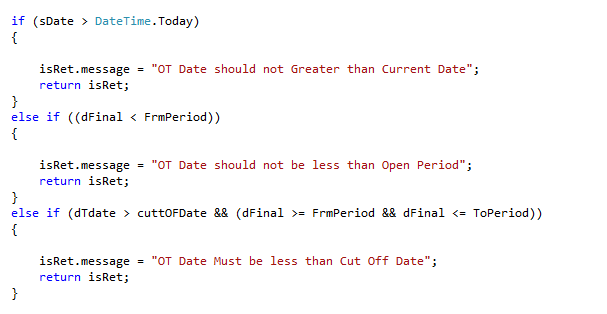 if (sDate > DateTime.Today)
{
isRet.message = "OT Date should not Greater than Current Date";
return isRet;
}
else if ((dFinal < FrmPeriod))
{
isRet.message = "OT Date should not be less than Open Period";
return isRet;
}
else if (dTdate > cuttOFDate && (dFinal >= FrmPeriod && dFinal <= ToPeriod))
{
isRet.message = "OT Date Must be less than Cut Off Date";
return isRet;
}